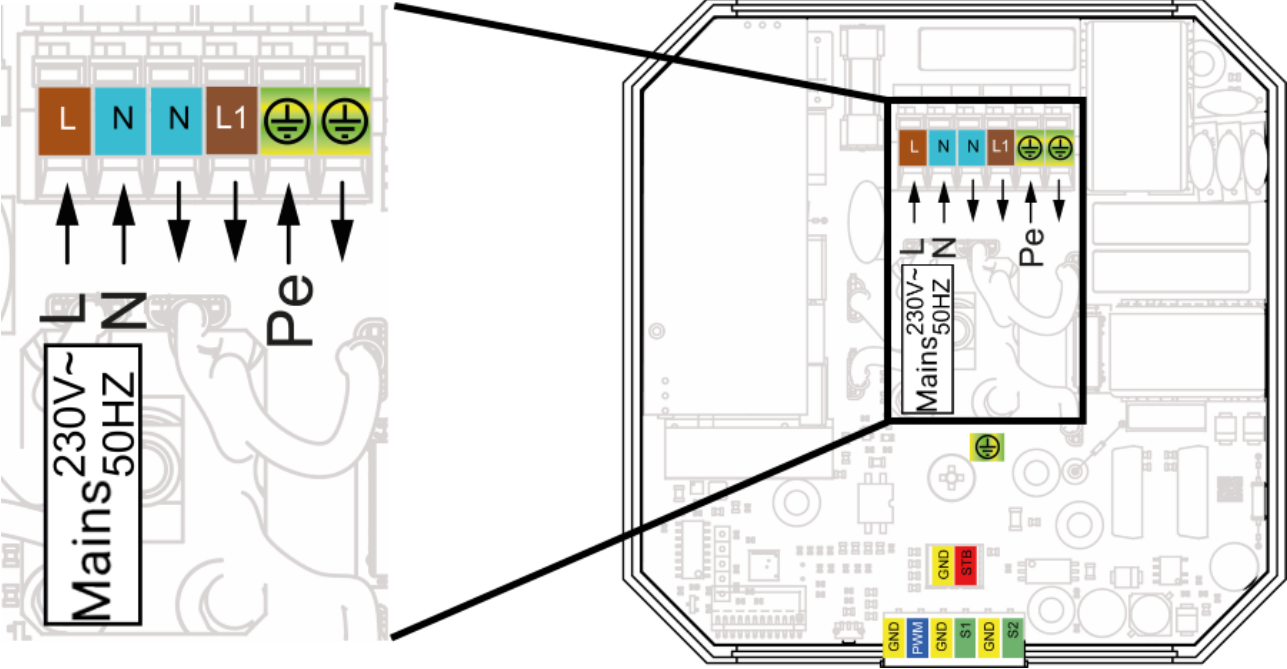 L N N L1
L N Pe
Mains 230V~
50HZ
L N N L1
L N Pe
Mains 230V~
50HZ
GND STB
GND PWM GND S1 GND S2